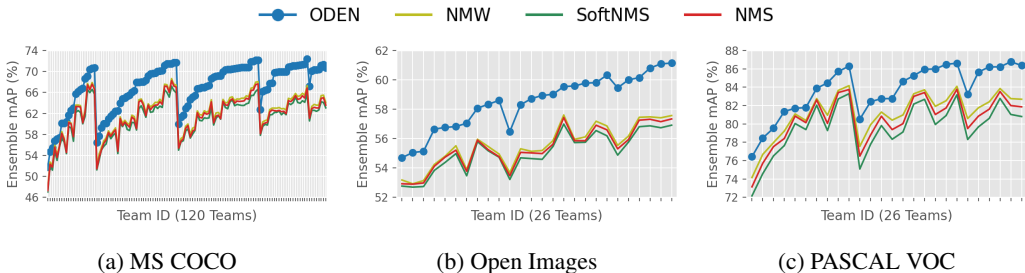 ODEN NMW SoftNMS NMS
Ensemble mAP (%)
74
70
66
62
58
54
50
46
Team ID (120 Teams)
(a) MS COCO
Ensemble mAP (%)
62
60
58
56
54
52
Team ID (26 Teams)
(b) Open Images
Ensemble mAP (%)
88
86
84
82
80
78
76
74
72
Team ID (26 Teams)
(c) PASCAL VOC